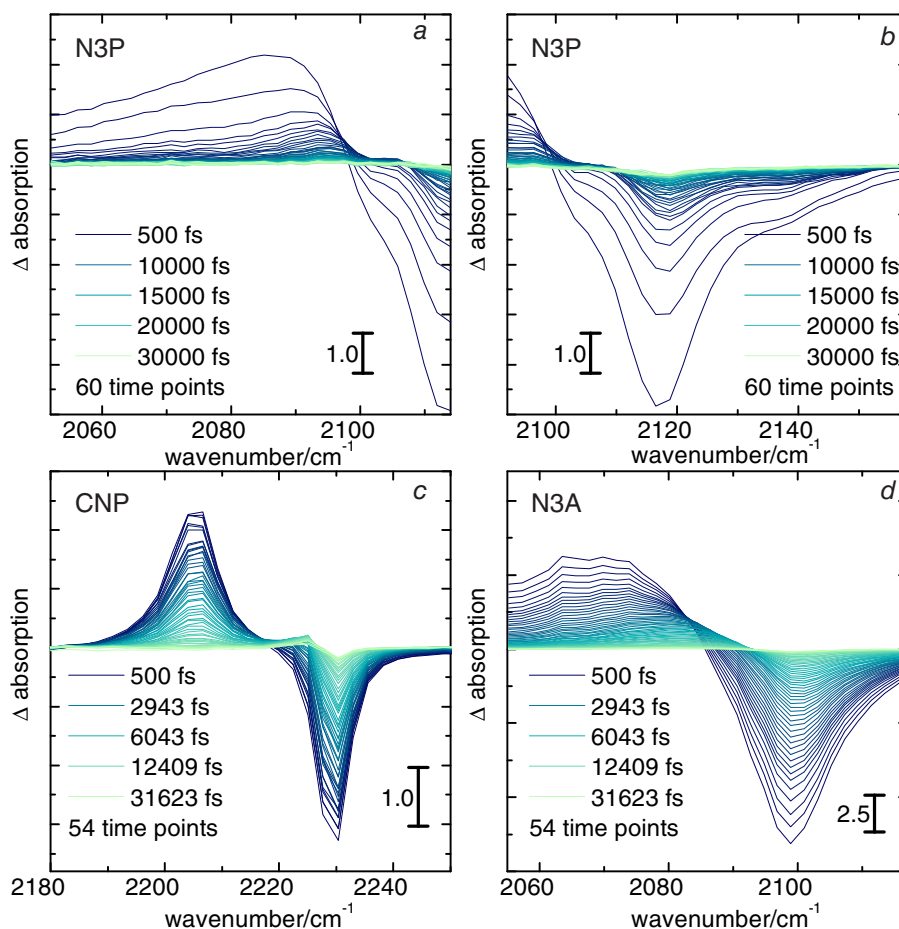 N3P
a
Δ absorption
500 fs
10000 fs
15000 fs
20000 fs
30000 fs
60 time points
1.0
2060 2080 2100
wavenumber/cm-1
N3P
b
Δ absorption
500 fs
10000 fs
15000 fs
20000 fs
30000 fs
60 time points
1.0
2100 2120 2140
wavenumber/cm-1
CNP
c
Δ absorption
500 fs
2943 fs
6043 fs
12409 fs
31623 fs
54 time points
1.0
2180 2200 2220 2240
wavenumber/cm-1
N3A
d
Δ absorption
500 fs
2943 fs
6043 fs
12409 fs
31623 fs
54 time points
2.5
2060 2080 2100
wavenumber/cm-1